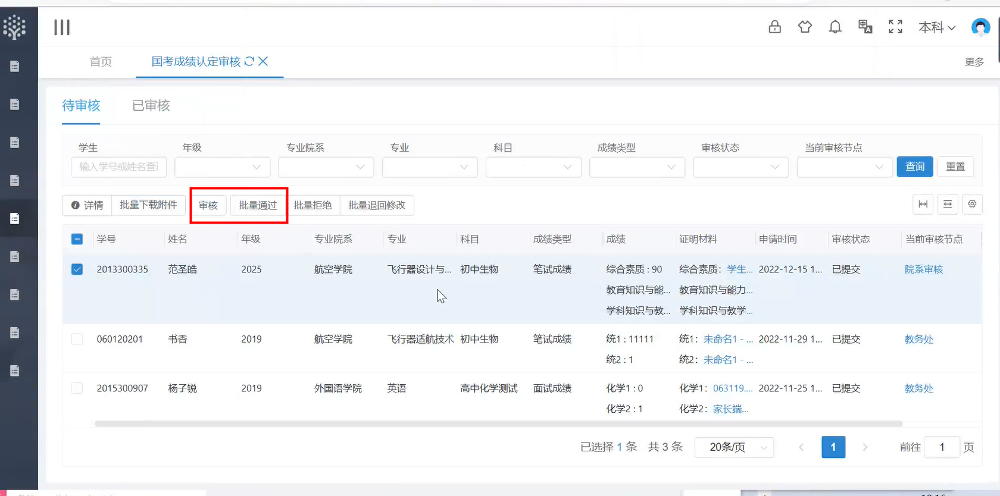 本科
首页 国考成绩认定审核 更多
待审核 已审核
学生 年级 专业院系 专业 科目 成绩类型 审核状态 当前审核节点
输入学号或姓名查询 查询 重置
详情 批量下载附件 审核 批量通过 批量拒绝 批量退回修改
学号 姓名 年级 专业院系 专业 科目 成绩类型 成绩 证明材料 申请时间 审核状态 当前审核节点
2013300335 范圣皓 2025 航空学院 飞行器设计与... 初中生物 笔试成绩 综合素质 : 90 综合素质: 学生... 2022-12-15 1... 已提交 院系审核
教育知识与能... 教育知识与能力...
学科知识与教... 学科知识与教学...
060120201 书香 2019 航空学院 飞行器适航技术 初中生物 笔试成绩 统1 : 11111 统1: 未命名1 - ... 2022-11-29 1... 已提交 教务处
统2 : 1 统2: 未命名1 - ...
2015300907 杨子锐 2019 外国语学院 英语 高中化学测试 面试成绩 化学1 : 0 化学1: 063119.... 2022-11-25 1... 已提交 教务处
化学2 : 1 化学2: 家长端...
已选择 1 条 共 3 条 20条/页 1 前往 1 页